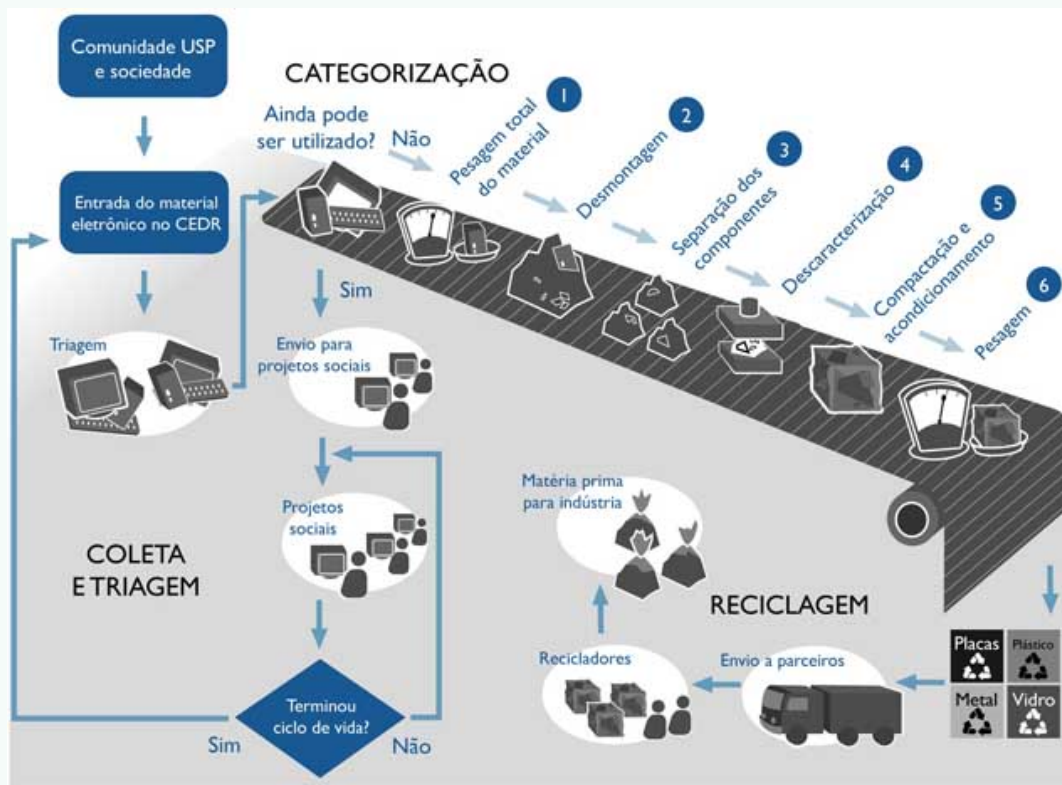 Comunidade USP
e sociedade
Entrada do material
eletrônico no CEDR
Triagem
COLETA
E TRIAGEM
CATEGORIZAÇÃO
Ainda pode
ser utilizado?
Não
Sim
Envio para
projetos sociais
Projetos
sociais
Terminou
ciclo de vida?
Sim
Não
1
Pesagem total
do material
2
Desmontagem
3
Separação dos
componentes
4
Descaracterização
5
Compactação e
acondicionamento
6
Pesagem
Placas
Plástico
Metal
Vidro
RECICLAGEM
Envio a parceiros
Recicladores
Matéria prima
para indústria